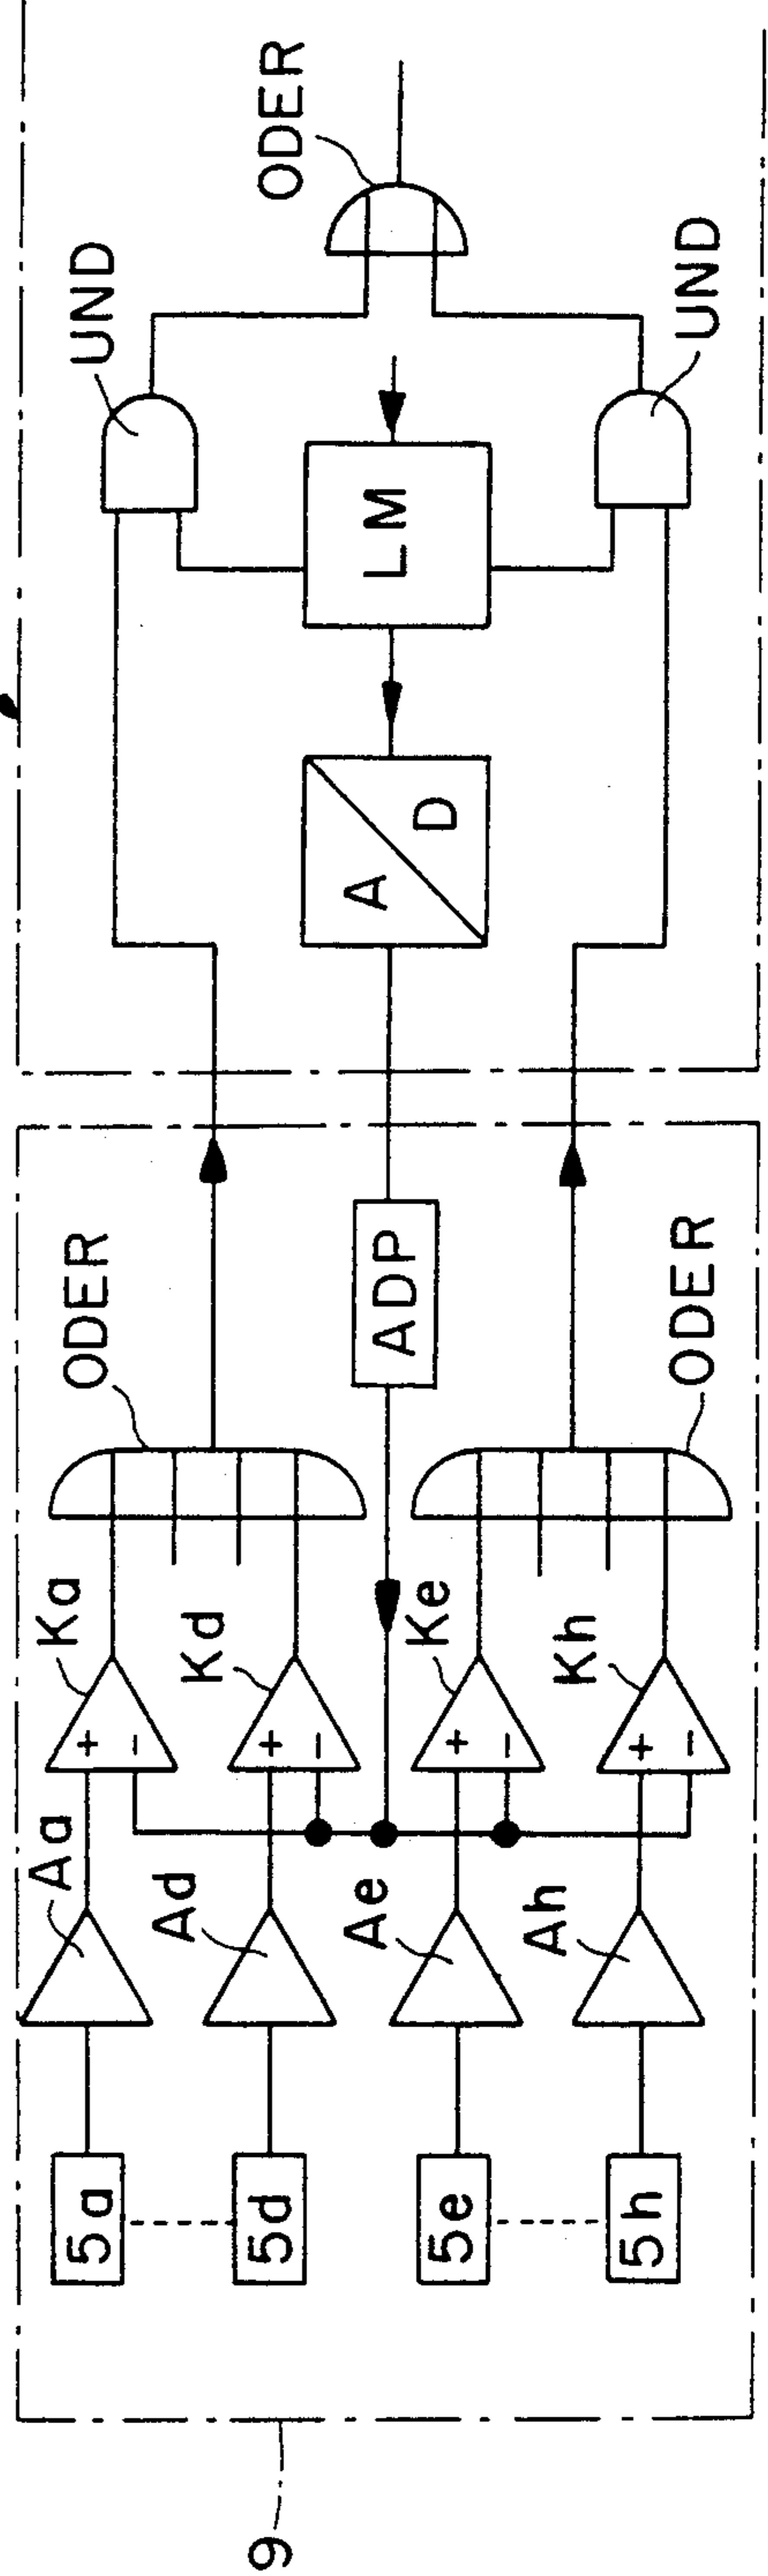 5a
5d
5e
5h
Aa
Ad
Ae
Ah
+
−
Ka
+
−
Kd
+
−
Ke
+
−
Kh
ODER
ODER
ADP
A
D
LM
UND
UND
ODER
9